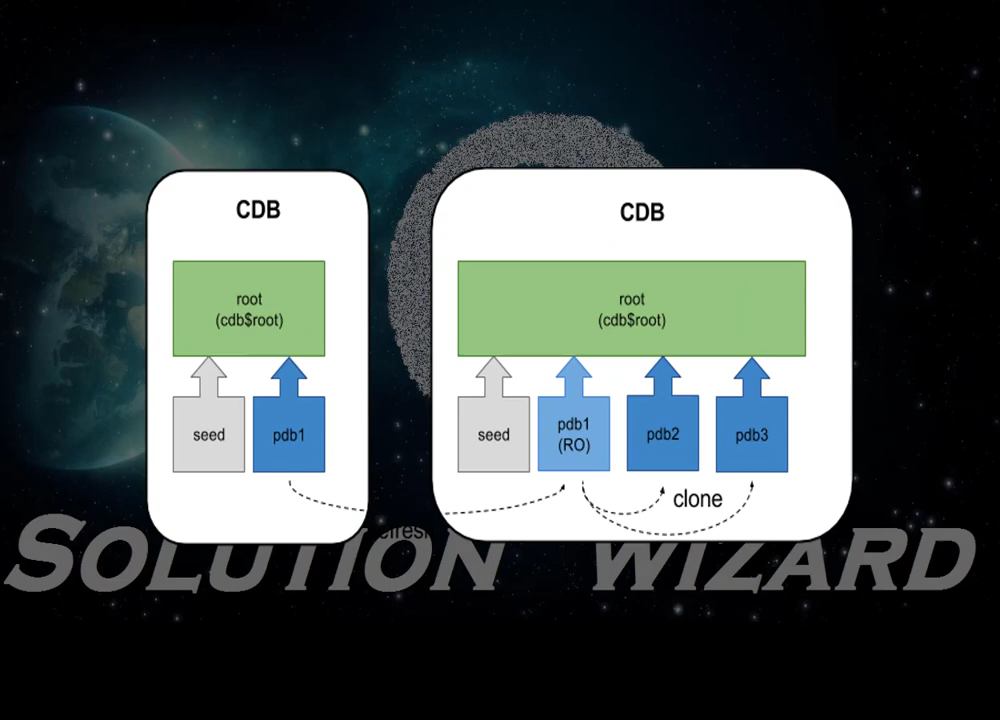 CDB
root
(cdb$root)
seed
pdb1
CDB
root
(cdb$root)
seed
pdb1
(RO)
pdb2
pdb3
clone
SOLUTION WIZARD